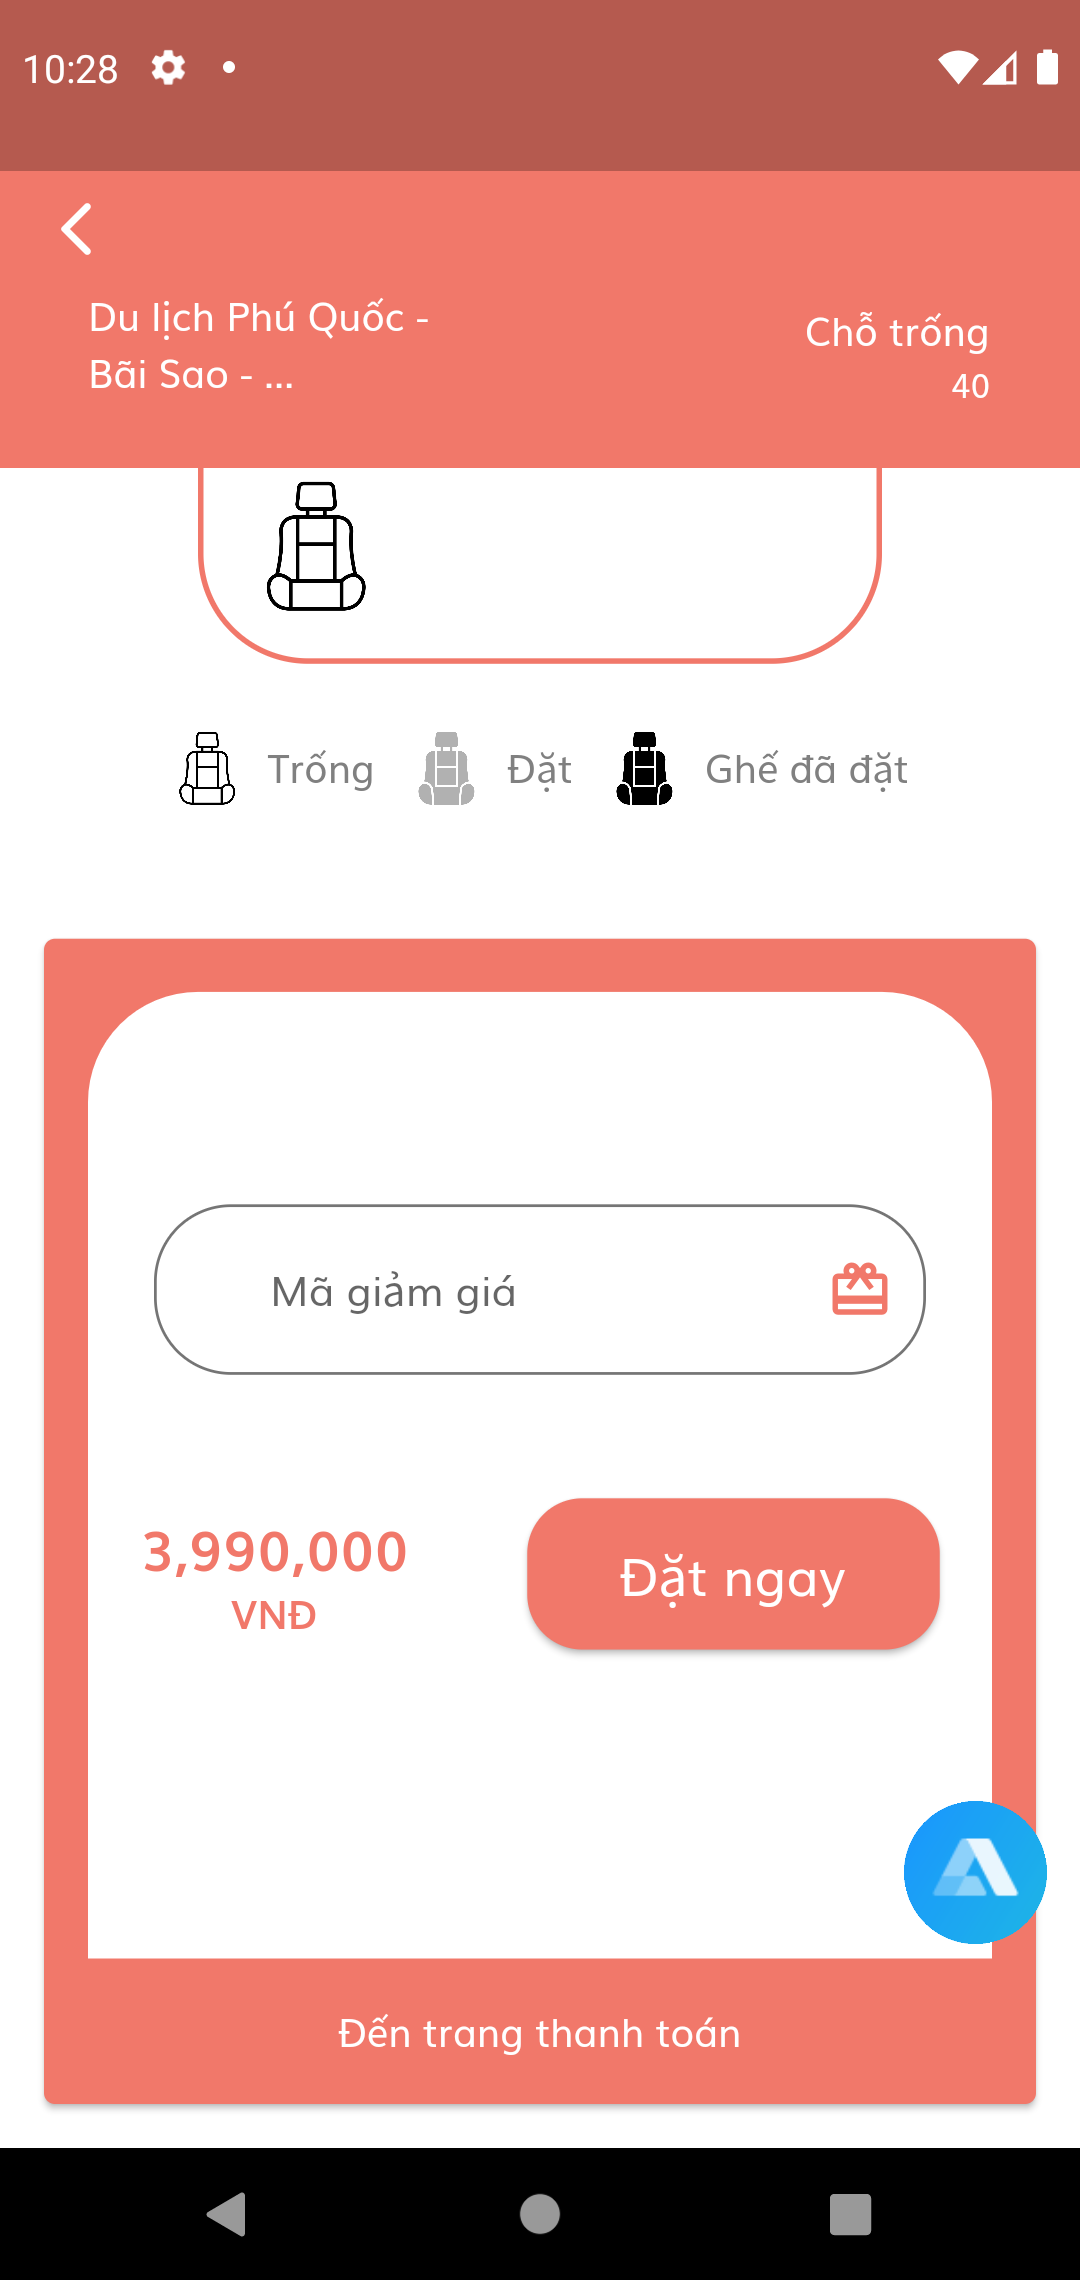 10:28
Du lịch Phú Quốc -
Bãi Sao - ...
Chỗ trống
40
Trống
Đặt
Ghế đã đặt
Mã giảm giá
3,990,000
VNĐ
Đặt ngay
Đến trang thanh toán